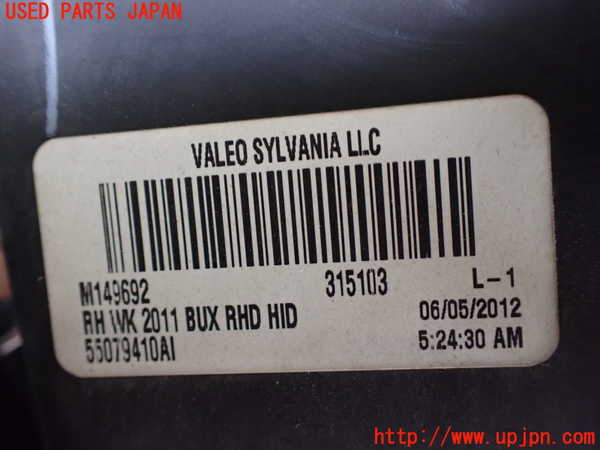 USED PARTS JAPAN
VALEO SYLVANIA LLC
M149692 315103 L-1
RH WK 2011 BUX RHD HID 06/05/2012
55079410AI 5:24:30 AM
UPJ
http://www.upjpn.com/